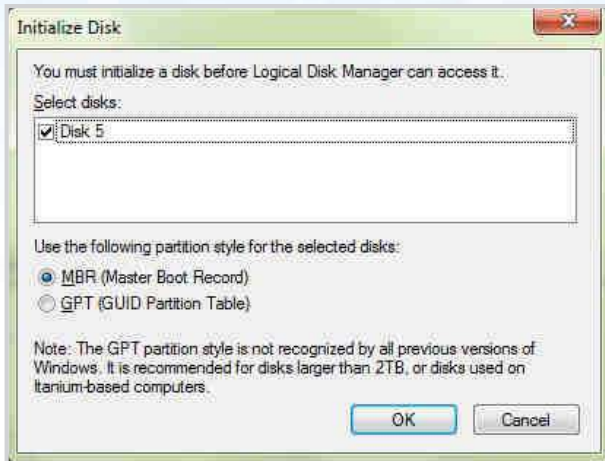 Initialize Disk
You must initialize a disk before Logical Disk Manager can access it.
Select disks:
Disk 5
Use the following partition style for the selected disks:
MBR (Master Boot Record)
GPT (GUID Partition Table)
Note: The GPT partition style is not recognized by all previous versions of
Windows. It is recommended for disks larger than 2TB, or disks used on
Itanium-based computers.
OK
Cancel